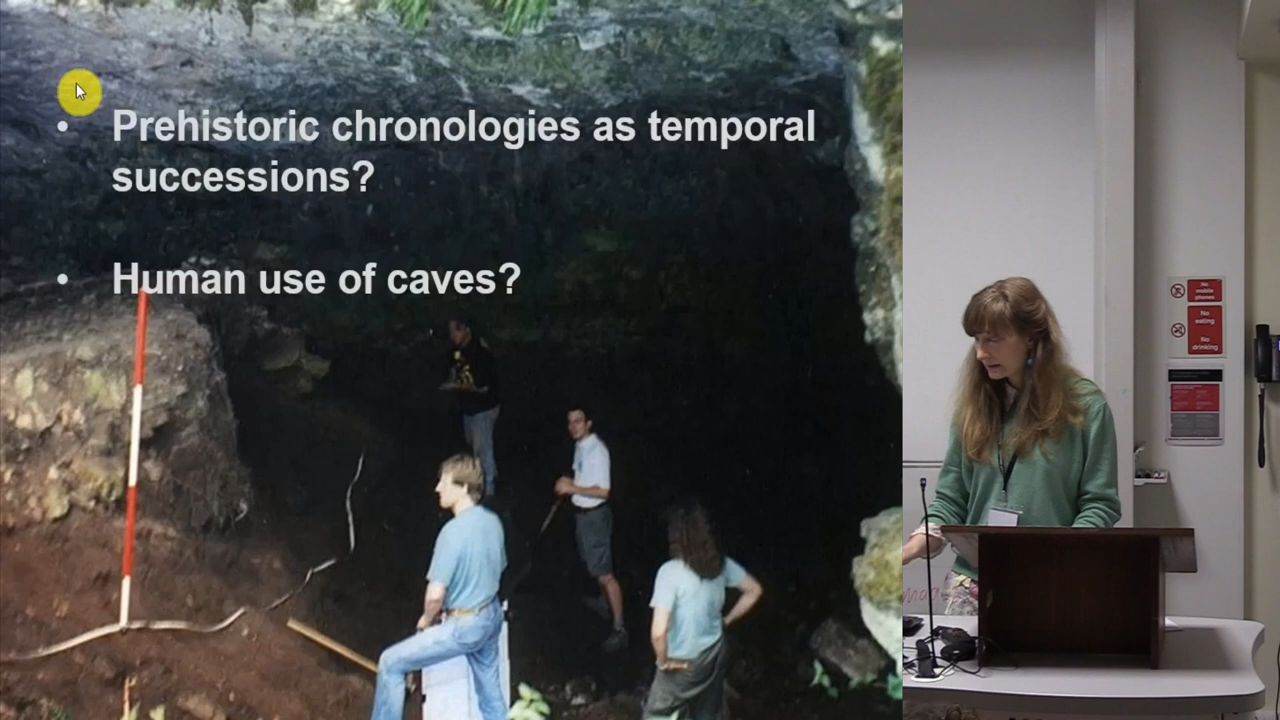 • Prehistoric chronologies as temporal
successions?
• Human use of caves?
No
mobile
phones
No
eating
No
drinking